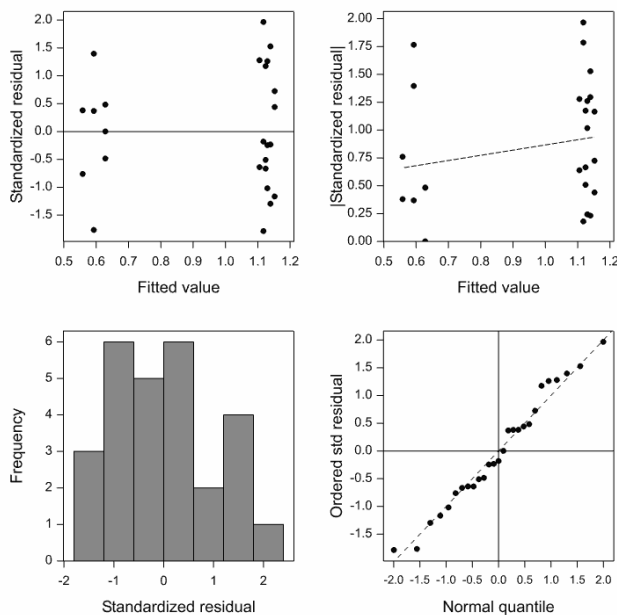 2.0
1.5
1.0
0.5
0.0
-0.5
-1.0
-1.5
Standardized residual
0.5 0.6 0.7 0.8 0.9 1.0 1.1 1.2
Fitted value
2.00
1.75
1.50
1.25
1.00
0.75
0.50
0.25
0.00
|Standardized residual|
0.5 0.6 0.7 0.8 0.9 1.0 1.1 1.2
Fitted value
6
5
4
3
2
1
0
Frequency
-2 -1 0 1 2
Standardized residual
2.0
1.5
1.0
0.5
0.0
-0.5
-1.0
-1.5
Ordered std residual
-2.0 -1.5 -1.0 -0.5 0.0 0.5 1.0 1.5 2.0
Normal quantile